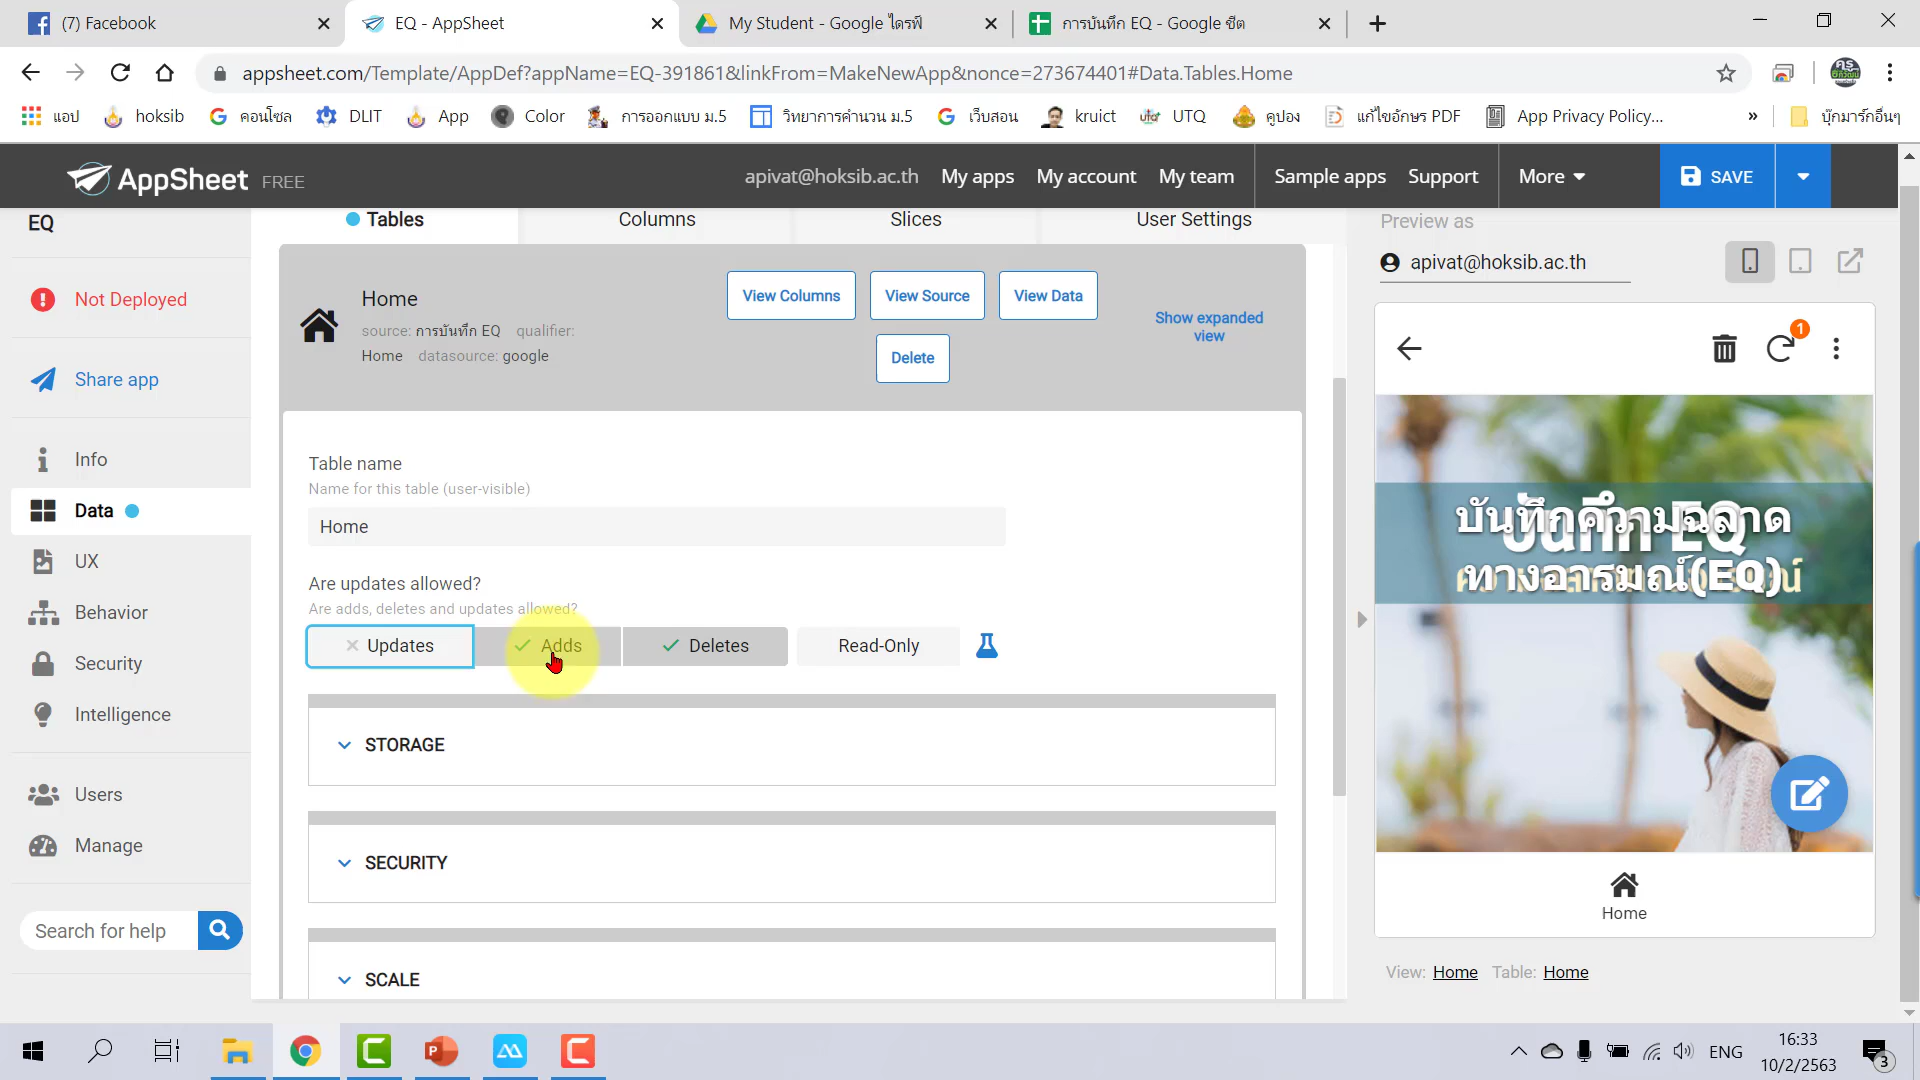 (7) Facebook
EQ - AppSheet
My Student - Google ไดรฟ์
การบันทึก EQ - Google ชีต
appsheet.com/Template/AppDef?appName=EQ-391861&linkFrom=MakeNewApp&nonce=273674401#Data.Tables.Home
แอป
hoksib
คอนโซล
DLIT
App
Color
การออกแบบ ม.5
วิทยาการคำนวน ม.5
เว็บสอน
kruict
UTQ
คูปอง
แก้ไขอักษร PDF
App Privacy Policy...
»
บุ๊กมาร์กอื่นๆ
AppSheet FREE
apivat@hoksib.ac.th
My apps
My account
My team
Sample apps
Support
More
SAVE
EQ
Tables
Columns
Slices
User Settings
Preview as
apivat@hoksib.ac.th
Not Deployed
Share app
Info
Data
UX
Behavior
Security
Intelligence
Users
Manage
Search for help
Home
source: การบันทึก EQ qualifier:
Home datasource: google
View Columns
View Source
View Data
Delete
Show expanded
view
Table name
Name for this table (user-visible)
Home
Are updates allowed?
Are adds, deletes and updates allowed?
Updates
Adds
Deletes
Read-Only
STORAGE
SECURITY
SCALE
1
บันทึกความฉลาด
ทางอารมณ์(EQ)
Home
View: Home Table: Home
ENG
16:33
10/2/2563
3